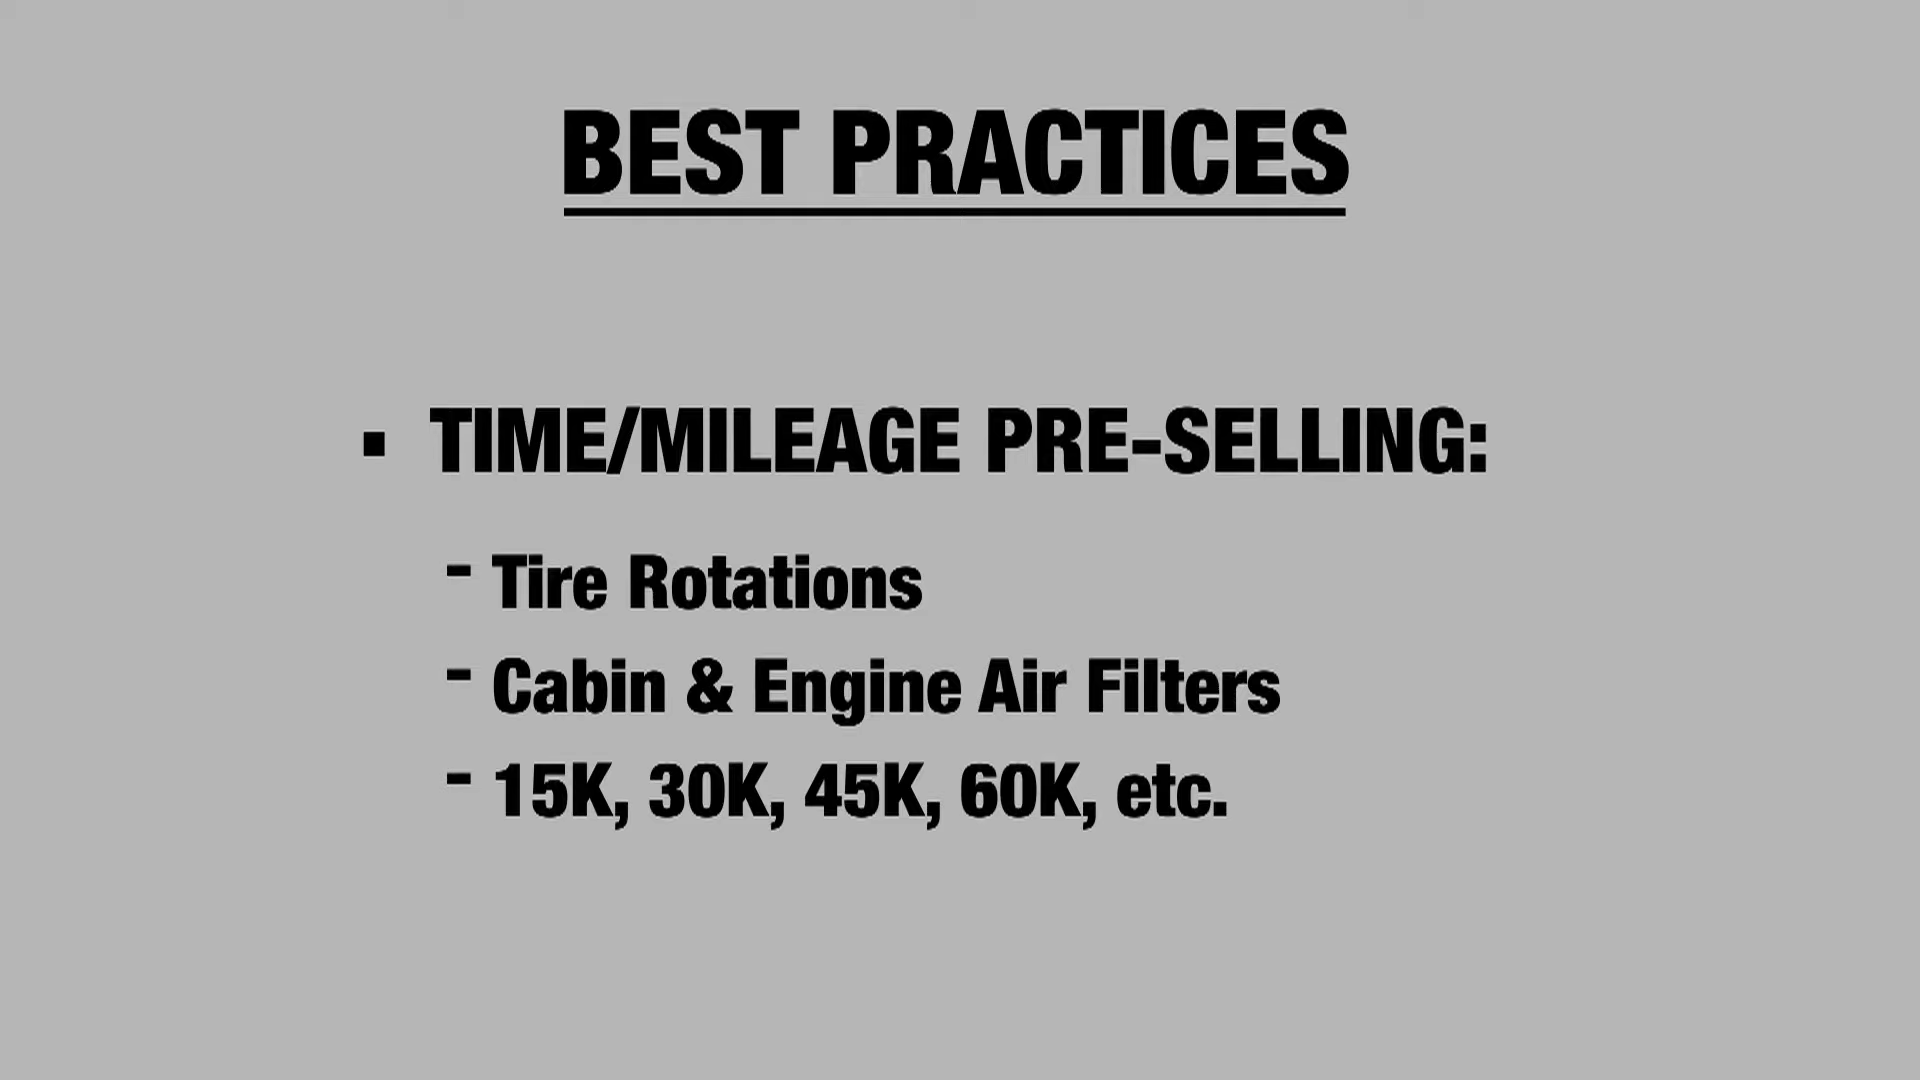 BEST PRACTICES
▪ TIME/MILEAGE PRE-SELLING:
- Tire Rotations
- Cabin & Engine Air Filters
- 15K, 30K, 45K, 60K, etc.